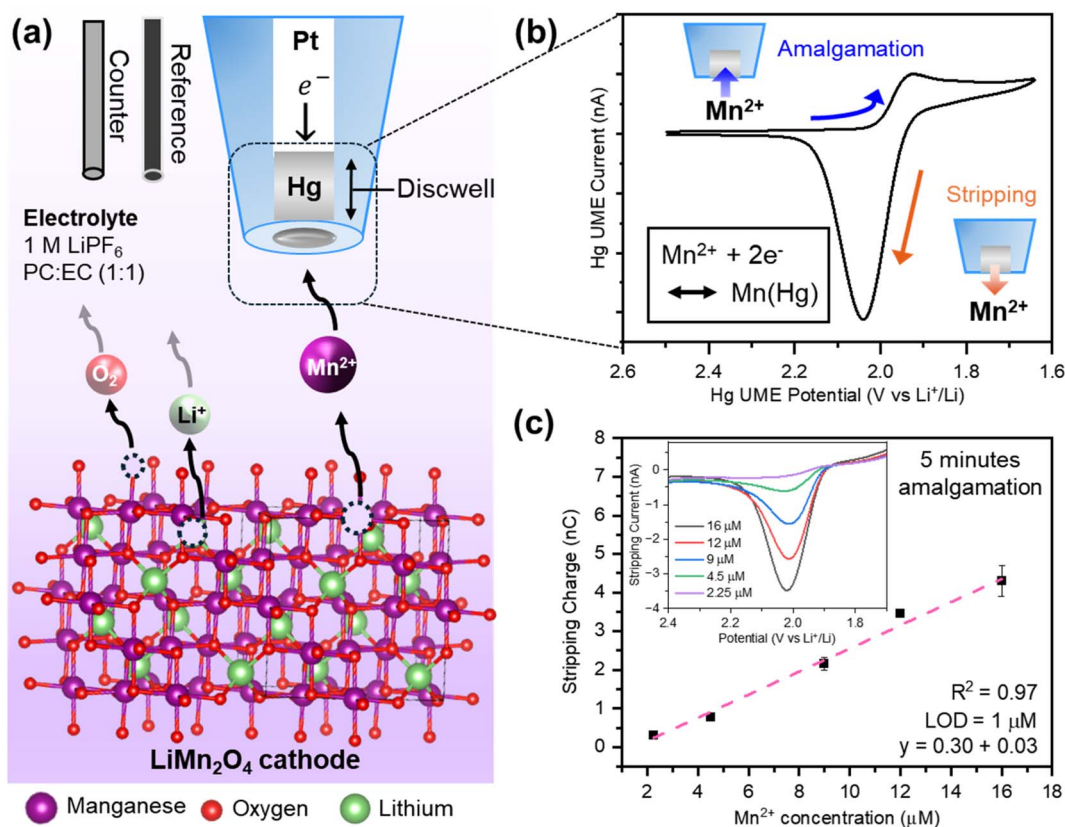 (a)
Counter
Reference
Pt
e⁻
Hg
Discwell
Electrolyte
1 M LiPF₆
PC:EC (1:1)
O₂
Li⁺
Mn²⁺
LiMn₂O₄ cathode
Manganese
Oxygen
Lithium
(b)
Hg UME Current (nA)
Amalgamation
Mn²⁺
Stripping
Mn²⁺
Mn²⁺ + 2e⁻
↔ Mn(Hg)
2.6 2.4 2.2 2.0 1.8 1.6
Hg UME Potential (V vs Li⁺/Li)
(c)
Stripping Charge (nC)
8
7
6
5
4
3
2
1
0
5 minutes
amalgamation
Stripping Current (nA)
0
−1
−2
−3
−4
16 μM
12 μM
9 μM
4.5 μM
2.25 μM
2.4 2.2 2.0 1.8
Potential (V vs Li⁺/Li)
R² = 0.97
LOD = 1 μM
y = 0.30 + 0.03
2 4 6 8 10 12 14 16 18
Mn²⁺ concentration (μM)